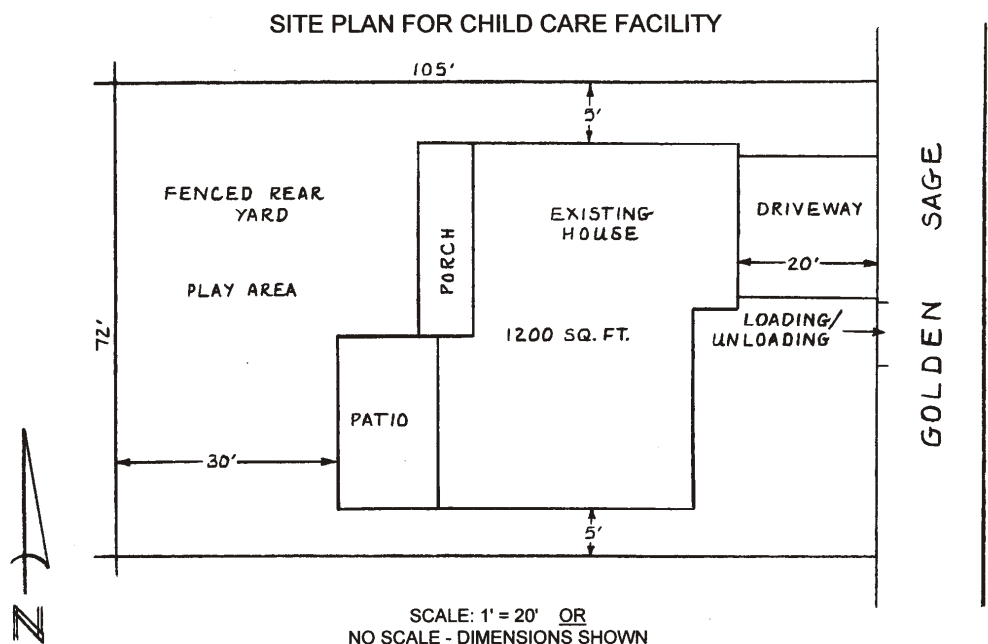 SITE PLAN FOR CHILD CARE FACILITY
105'
5'
FENCED REAR
YARD
PLAY AREA
PORCH
EXISTING
HOUSE
1200 SQ. FT.
DRIVEWAY
20'
LOADING/
UNLOADING
GOLDEN SAGE
72'
PATIO
30'
5'
N
SCALE: 1' = 20' OR
NO SCALE - DIMENSIONS SHOWN